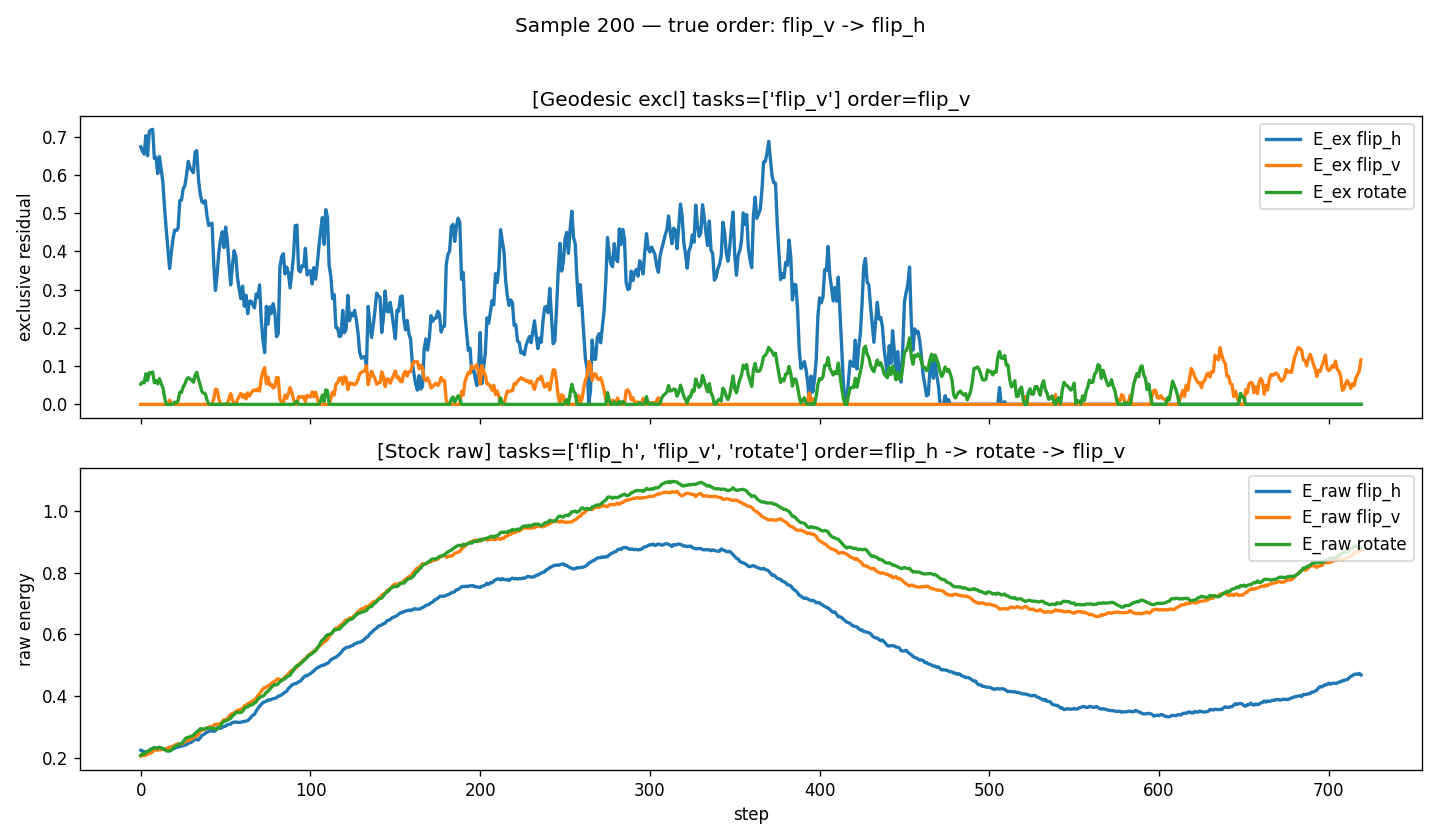 Sample 200 — true order: flip_v -> flip_h
[Geodesic excl] tasks=['flip_v'] order=flip_v
exclusive residual
0.7
0.6
0.5
0.4
0.3
0.2
0.1
0.0
E_ex flip_h
E_ex flip_v
E_ex rotate
[Stock raw] tasks=['flip_h', 'flip_v', 'rotate'] order=flip_h -> rotate -> flip_v
raw energy
1.0
0.8
0.6
0.4
0.2
E_raw flip_h
E_raw flip_v
E_raw rotate
0 100 200 300 400 500 600 700
step